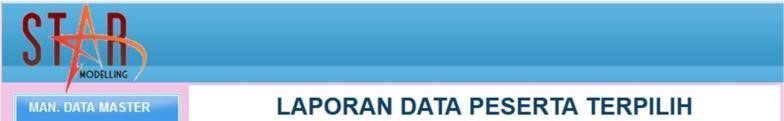 STAR
MODELLING
MAN. DATA MASTER
LAPORAN DATA PESERTA TERPILIH